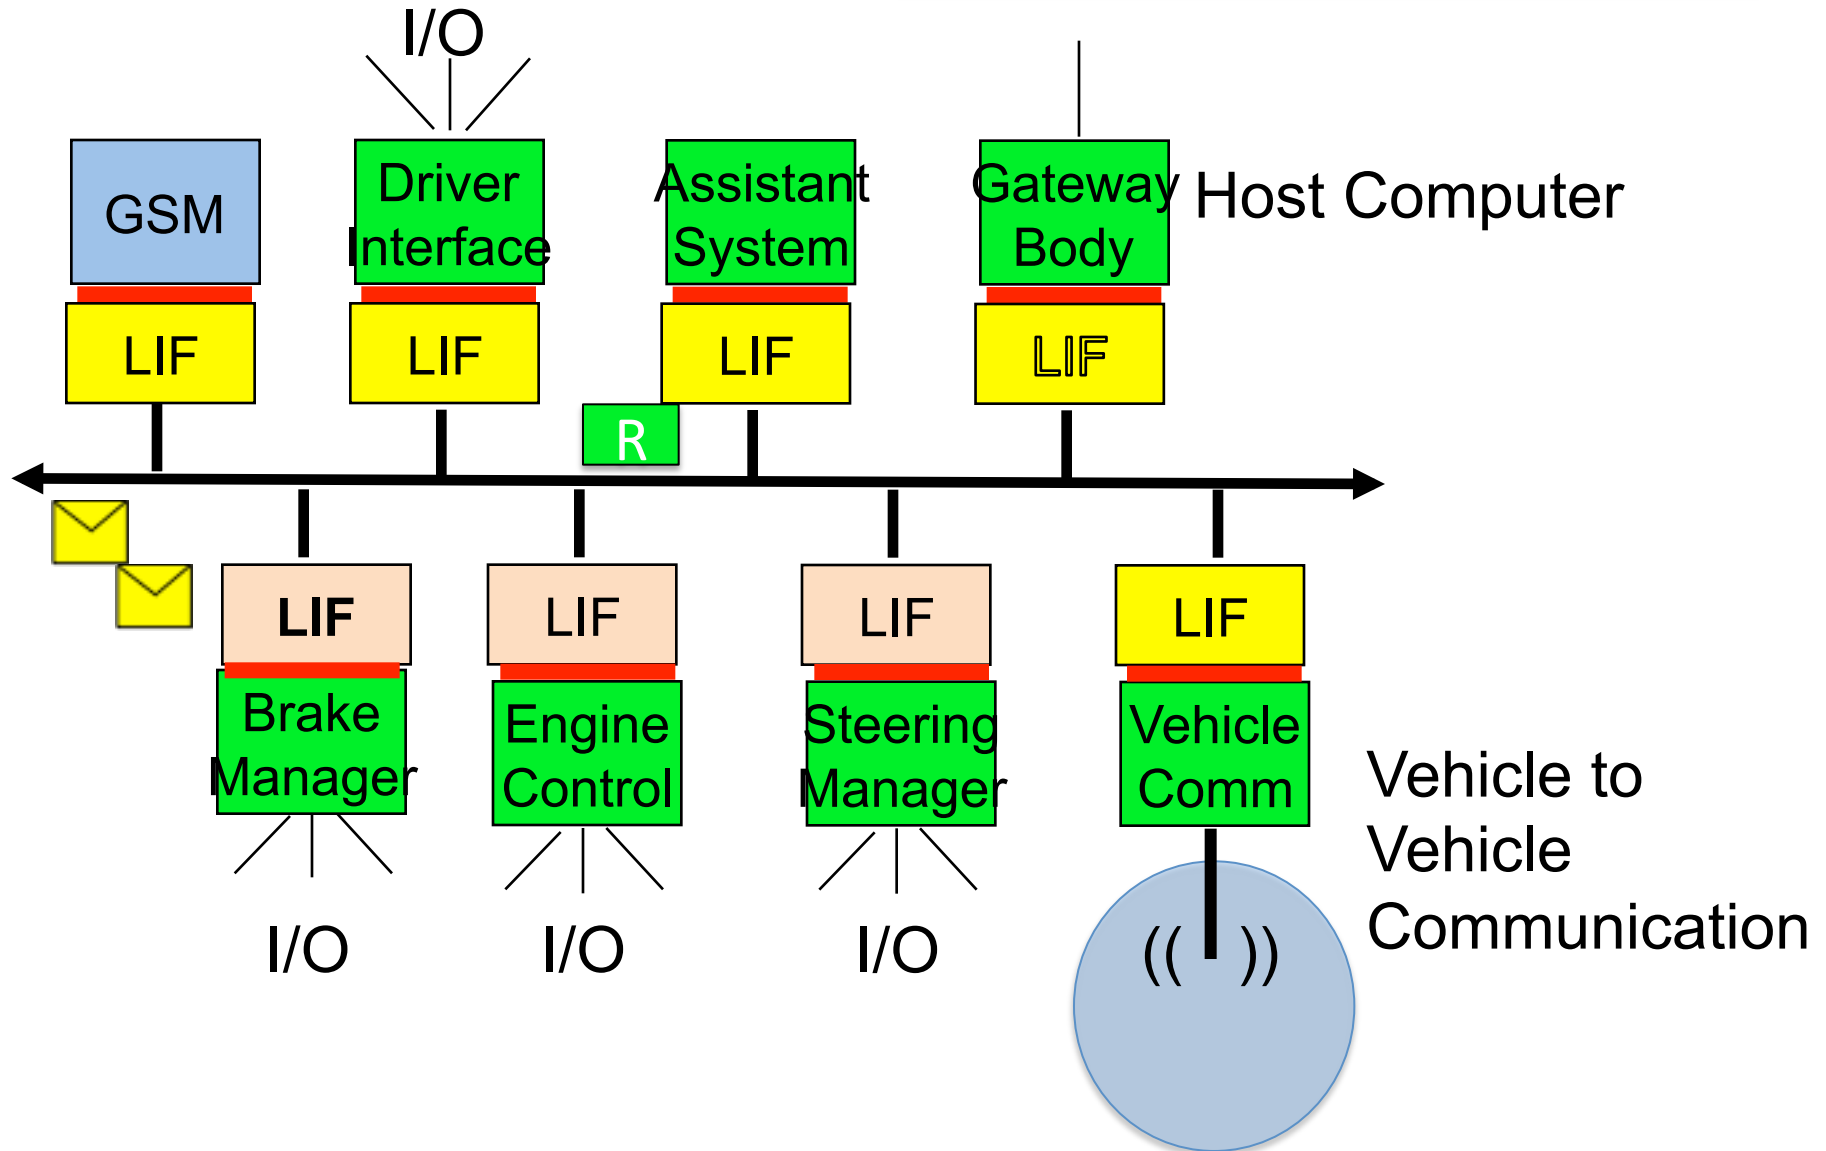 I/O
GSM
Driver
Interface
Assistant
System
Gateway
Body
Host Computer
LIF
LIF
LIF
LIF
R
LIF
LIF
LIF
LIF
Brake
Manager
Engine
Control
Steering
Manager
Vehicle
Comm
Vehicle to
Vehicle
Communication
I/O
I/O
I/O
(( ))